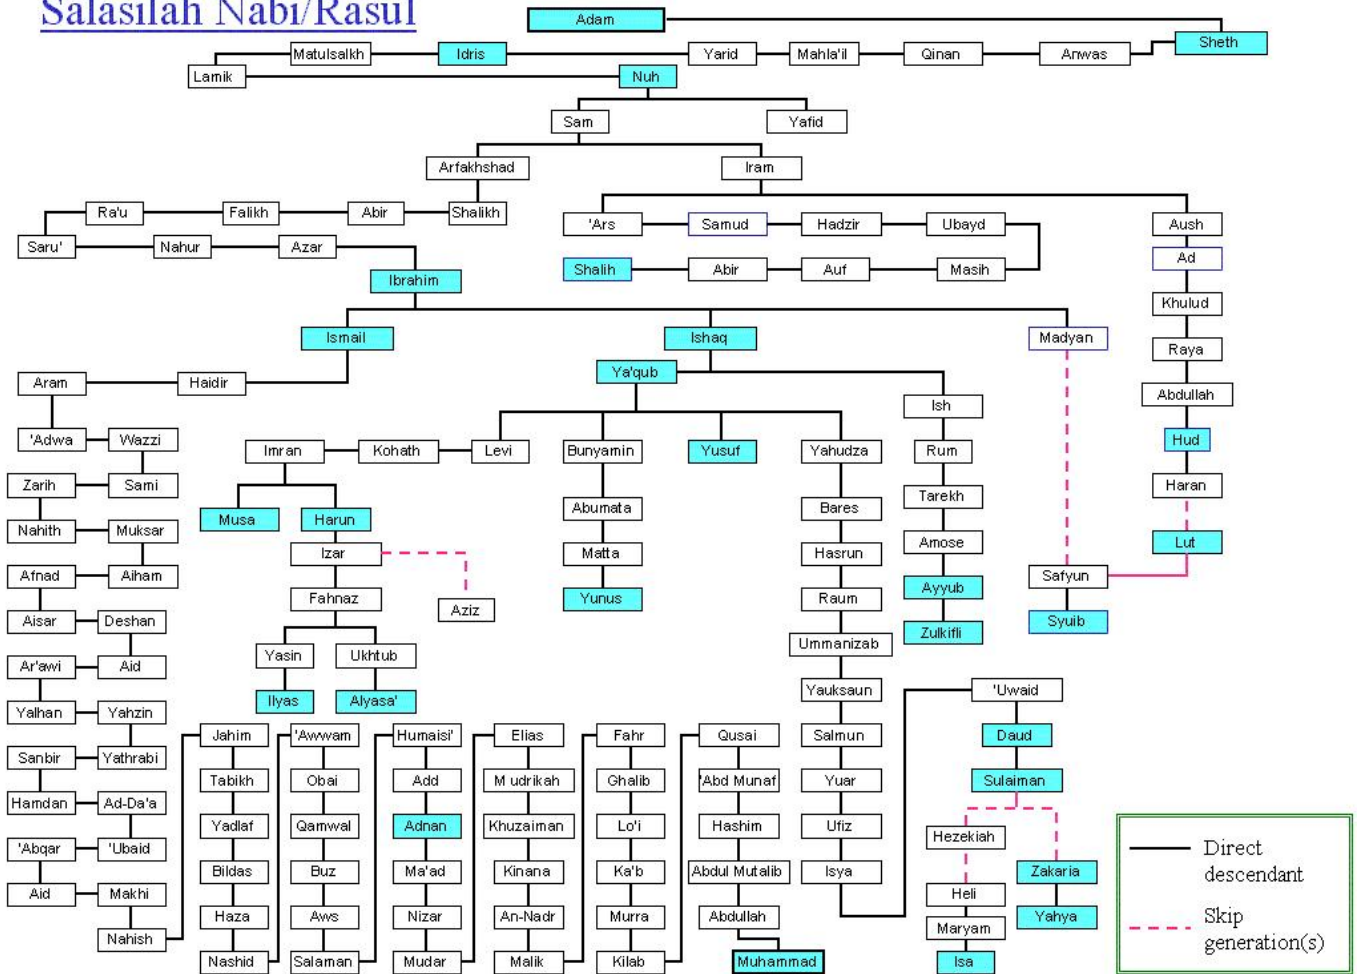 Salasilah Nabi/Rasul
Adam
Sheth
Matulsalkh Idris Yarid Mahla'il Qinan Anwas
Lamik Nuh
Sam Yafid
Arfakhshad Iram
Ra'u Falikh Abir Shalikh 'Ars Samud Hadzir Ubayd Aush
Saru' Nahur Azar Shalih Abir Auf Masih Ad
Ibrahim
Khulud
Ismail Ishaq Madyan
Raya
Aram Haidir Ya'qub
Abdullah
Ish
'Adwa Wazzi Hud
Imran Kohath Levi Bunyamin Yusuf Yahudza Rum
Zarih Sami Haran
Tarekh
Musa Harun Abumata Bares
Nahith Muksar
Izar Matta Hasrun Amose Lut
Afnad Aiham Safyun
Ayyub
Fahnaz Yunus Raum
Aziz
Aisar Deshan Syuib
Zulkifli
Yasin Ukhtub Ummanizab
Ar'awi Aid
Ilyas Alyasa' Yauksaun 'Uwaid
Yalhan Yahzin
Jahim 'Awwam Humaisi' Elias Fahr Qusai Salmun Daud
Sanbir Yathrabi
Tabikh Obai Add Mudrikah Ghalib 'Abd Munaf Yuar Sulaiman
Hamdan Ad-Da'a
Yadlaf Qamwal Adnan Khuzaiman Lo'i Hashim Ufiz Hezekiah
'Abqar 'Ubaid
Bildas Buz Ma'ad Kinana Ka'b Abdul Mutalib Isya Zakaria
Aid Makhi Heli
Haza Aws Nizar An-Nadr Murra Abdullah Yahya
Maryam
Nahish
Nashid Salaman Mudar Malik Kilab Muhammad Isa
Direct
descendant
Skip
generation(s)